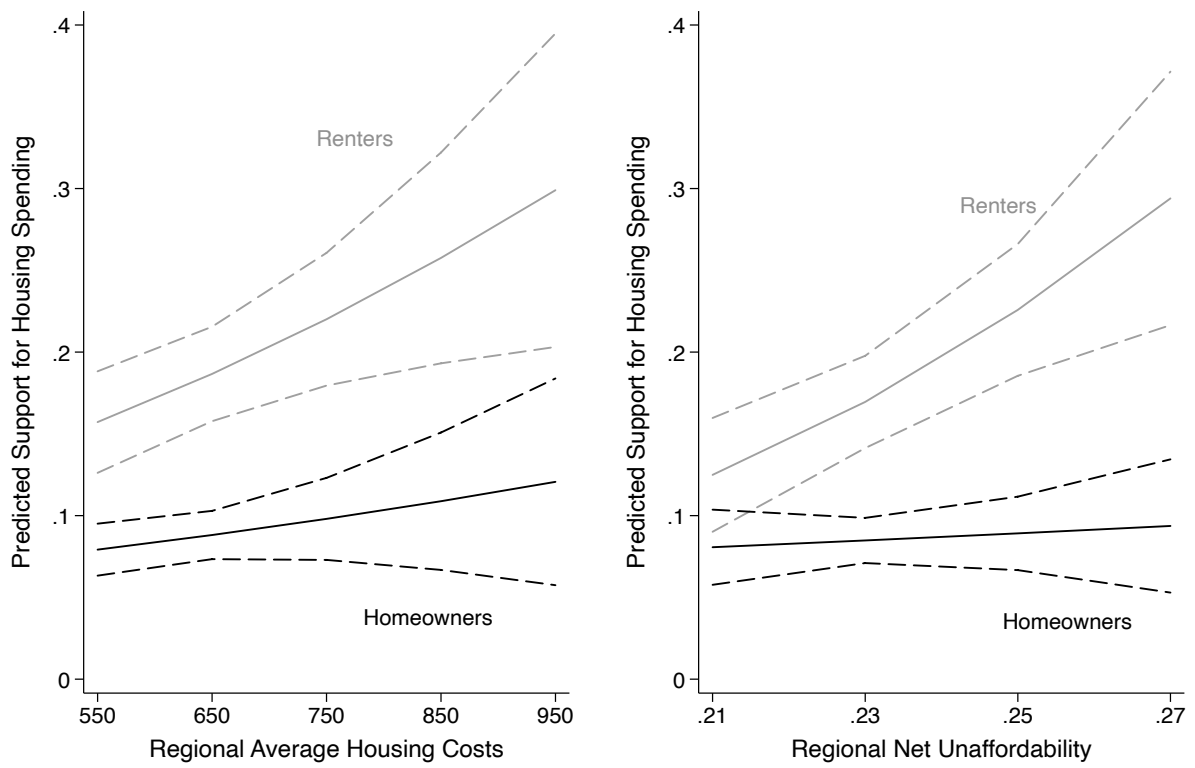 Predicted Support for Housing Spending
.4
.3
.2
.1
0
Renters
Homeowners
550 650 750 850 950
Regional Average Housing Costs
Predicted Support for Housing Spending
.4
.3
.2
.1
0
Renters
Homeowners
.21 .23 .25 .27
Regional Net Unaffordability